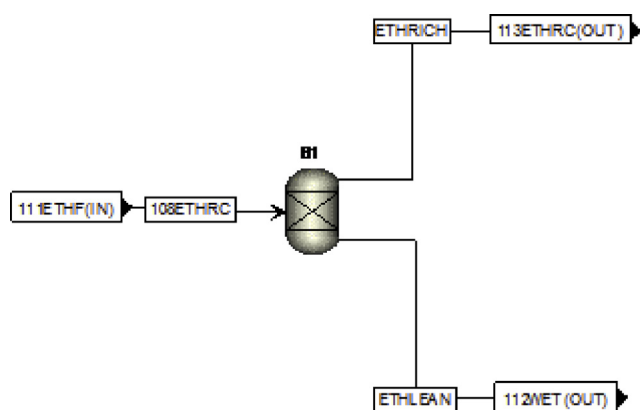 ETHRICH
113ETHRC(OUT)
B1
111ETHF(IN)
108ETHRC
ETHLEAN
112WET (OUT)